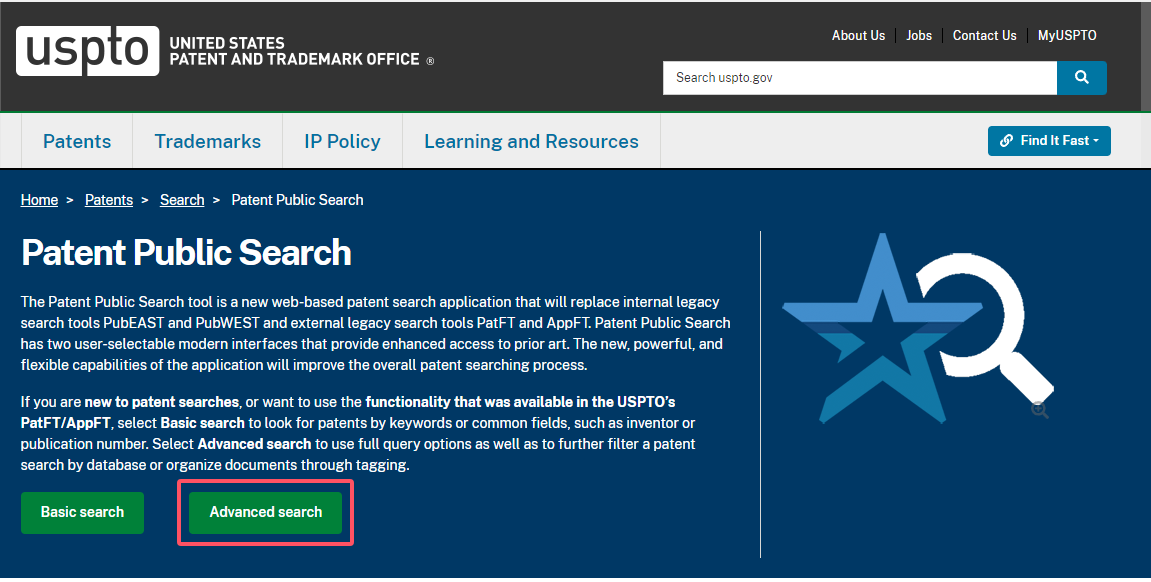 uspto
UNITED STATES
PATENT AND TRADEMARK OFFICE ®
About Us
Jobs
Contact Us
MyUSPTO
Search uspto.gov
Patents
Trademarks
IP Policy
Learning and Resources
Find It Fast
Home > Patents > Search > Patent Public Search
Patent Public Search
The Patent Public Search tool is a new web-based patent search application that will replace internal legacy
search tools PubEAST and PubWEST and external legacy search tools PatFT and AppFT. Patent Public Search
has two user-selectable modern interfaces that provide enhanced access to prior art. The new, powerful, and
flexible capabilities of the application will improve the overall patent searching process.
If you are new to patent searches, or want to use the functionality that was available in the USPTO's
PatFT/AppFT, select Basic search to look for patents by keywords or common fields, such as inventor or
publication number. Select Advanced search to use full query options as well as to further filter a patent
search by database or organize documents through tagging.
Basic search
Advanced search